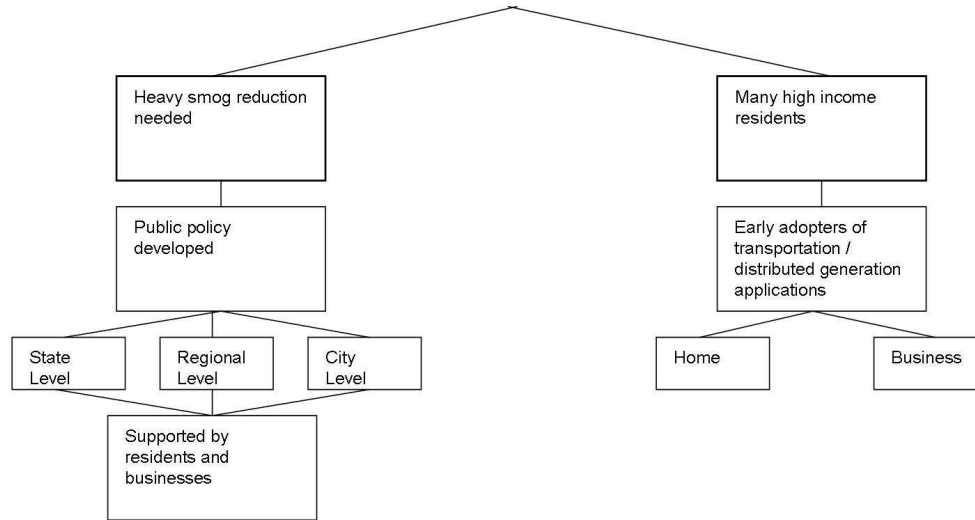 Heavy smog reduction
needed
Many high income
residents
Public policy
developed
Early adopters of
transportation /
distributed generation
applications
State
Level
Regional
Level
City
Level
Home
Business
Supported by
residents and
businesses